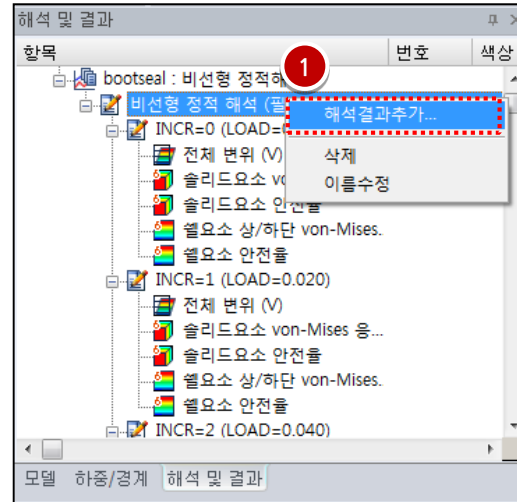 해석 및 결과
항목 번호 색상
bootseal : 비선형 정적해
1
비선형 정적 해석 (필
해석결과추가...
INCR=0 (LOAD=
전체 변위 (V)
삭제
솔리드요소 vo
이름수정
솔리드요소 안전율
쉘요소 상/하단 von-Mises.
쉘요소 안전율
INCR=1 (LOAD=0.020)
전체 변위 (V)
솔리드요소 von-Mises 응...
솔리드요소 안전율
쉘요소 상/하단 von-Mises.
쉘요소 안전율
INCR=2 (LOAD=0.040)
모델 하중/경계 해석 및 결과